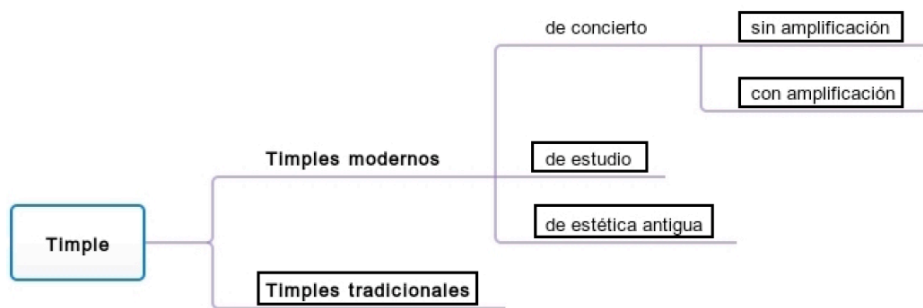 de concierto
sin amplificación
con amplificación
Timples modernos
de estudio
de estética antigua
Timple
Timples tradicionales